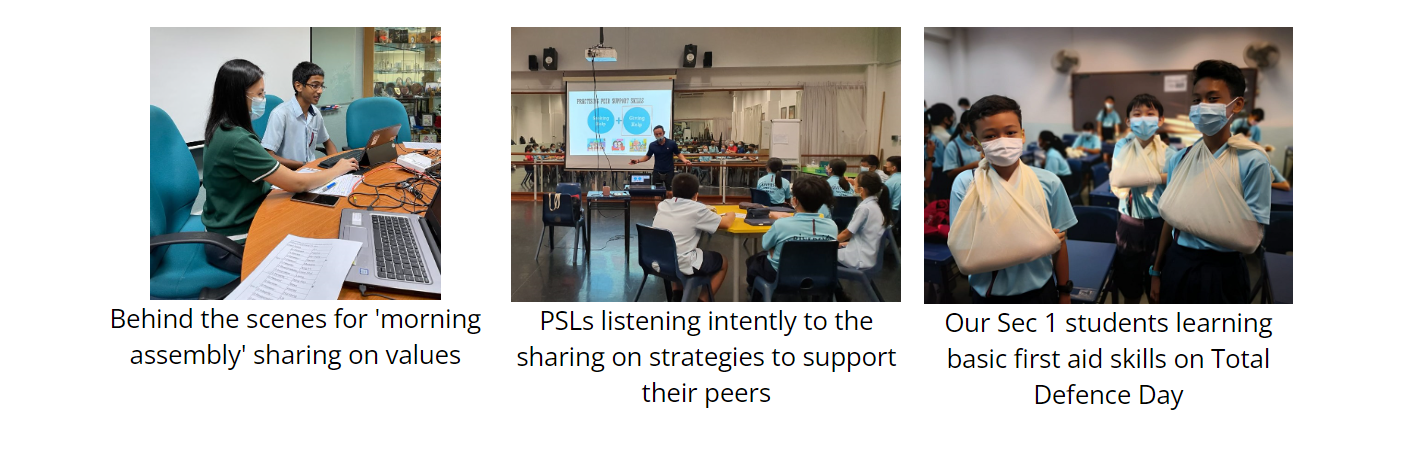 PRACTISING PEER SUPPORT SKILLS
Behind the scenes for 'morning
assembly' sharing on values
PSLs listening intently to the
sharing on strategies to support
their peers
Our Sec 1 students learning
basic first aid skills on Total
Defence Day